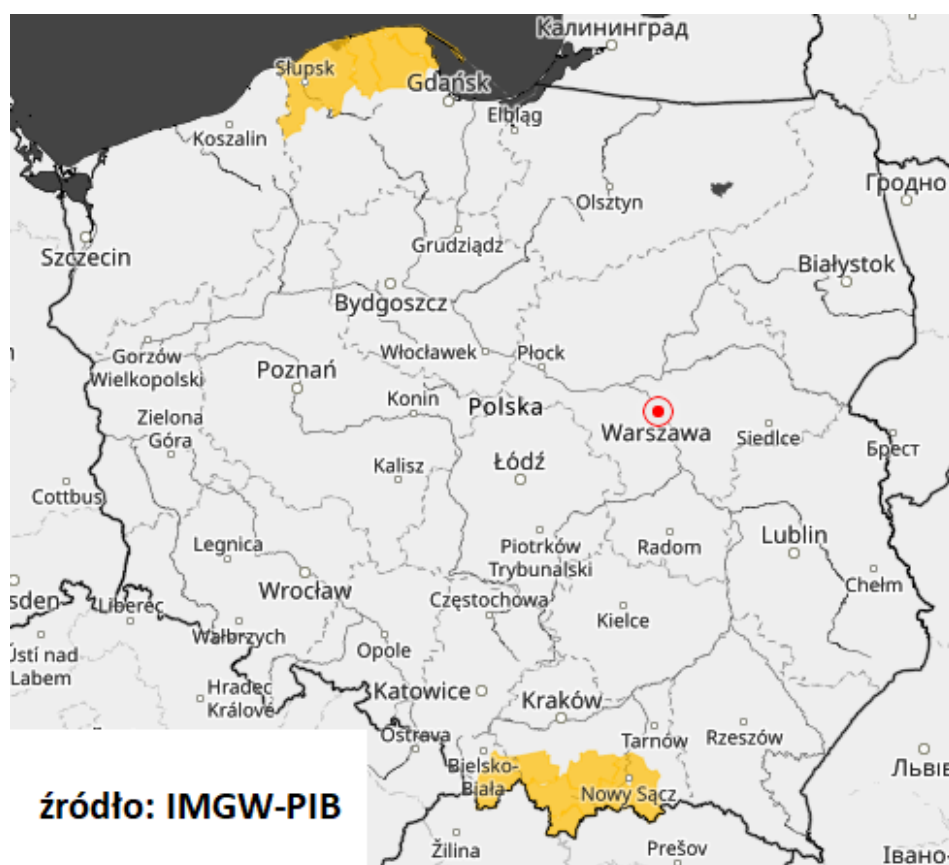 Калининград
Słupsk
Gdańsk
Elbląg
Koszalin
Гродно
Olsztyn
Szczecin
Grudziądz
Białystok
Bydgoszcz
Gorzów
Wielkopolski
Włocławek
Płock
Poznań
Konin
Polska
Zielona
Góra
Warszawa
Siedlce
Брест
Kalisz
Łódź
Cottbus
Legnica
Piotrków
Trybunalski
Radom
Lublin
Wrocław
Chełm
sden
Liberec
Częstochowa
Wałbrzych
Kielce
Opole
Ústí nad
Labem
Hradec
Králové
Katowice
Kraków
Ostrava
Tarnów
Rzeszów
Bielsko-
Biała
Nowy Sącz
Львів
źródło: IMGW-PIB
Žilina
Prešov
Івано-